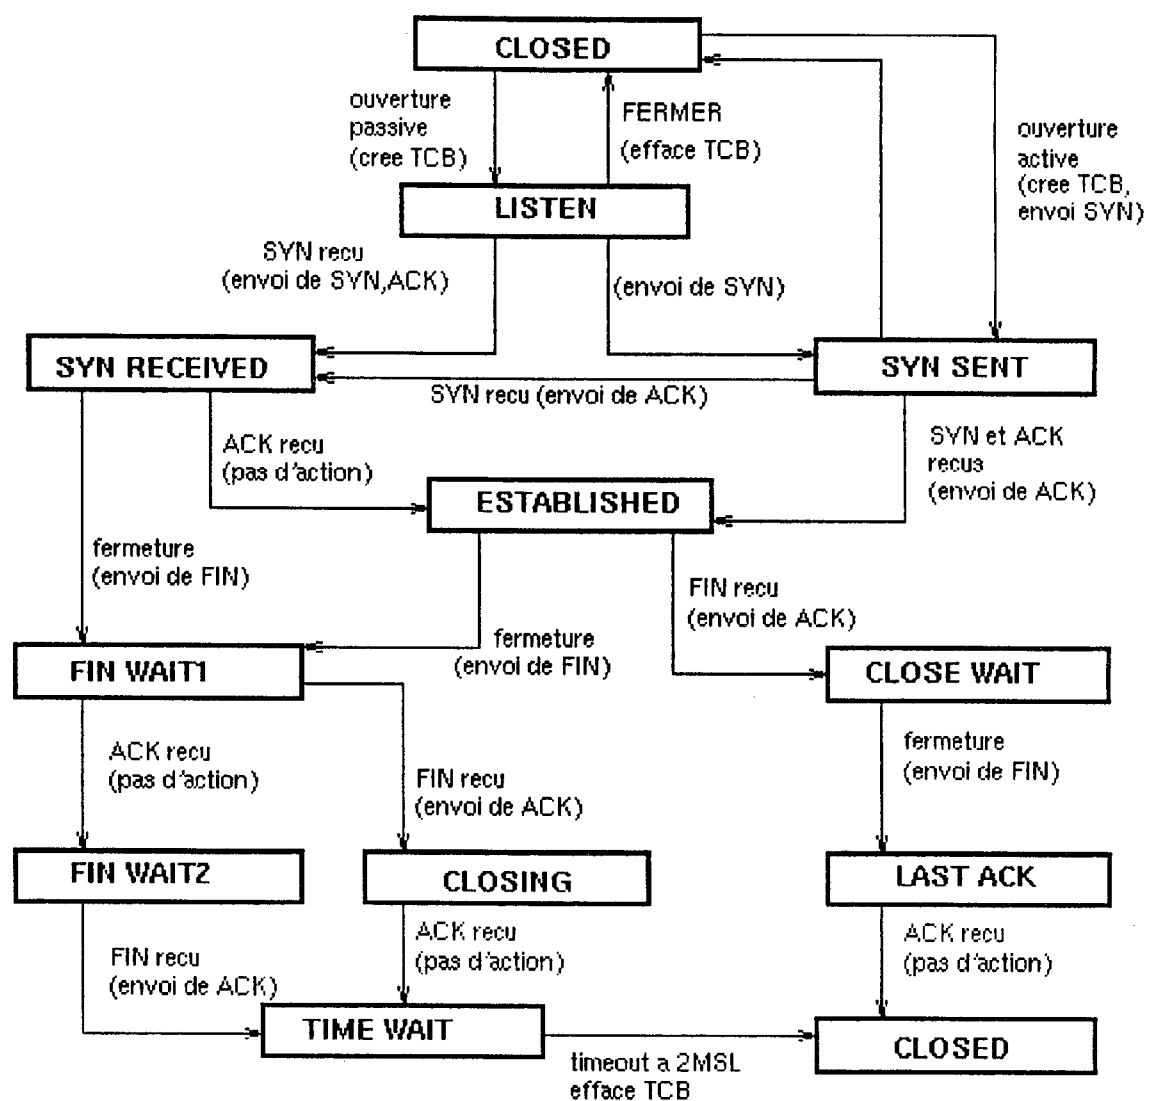 CLOSED
ouverture
passive
(cree TCB)
FERMER
(efface TCB)
ouverture
active
(cree TCB,
envoi SYN)
LISTEN
SYN recu
(envoi de SYN,ACK)
(envoi de SYN)
SYN RECEIVED
SYN SENT
SYN recu (envoi de ACK)
ACK recu
(pas d'action)
SYN et ACK
recus
(envoi de ACK)
ESTABLISHED
fermeture
(envoi de FIN)
FIN recu
(envoi de ACK)
fermeture
(envoi de FIN)
FIN WAIT1
CLOSE WAIT
ACK recu
(pas d'action)
FIN recu
(envoi de ACK)
fermeture
(envoi de FIN)
FIN WAIT2
CLOSING
LAST ACK
FIN recu
(envoi de ACK)
ACK recu
(pas d'action)
ACK recu
(pas d'action)
TIME WAIT
CLOSED
timeout a 2MSL
efface TCB